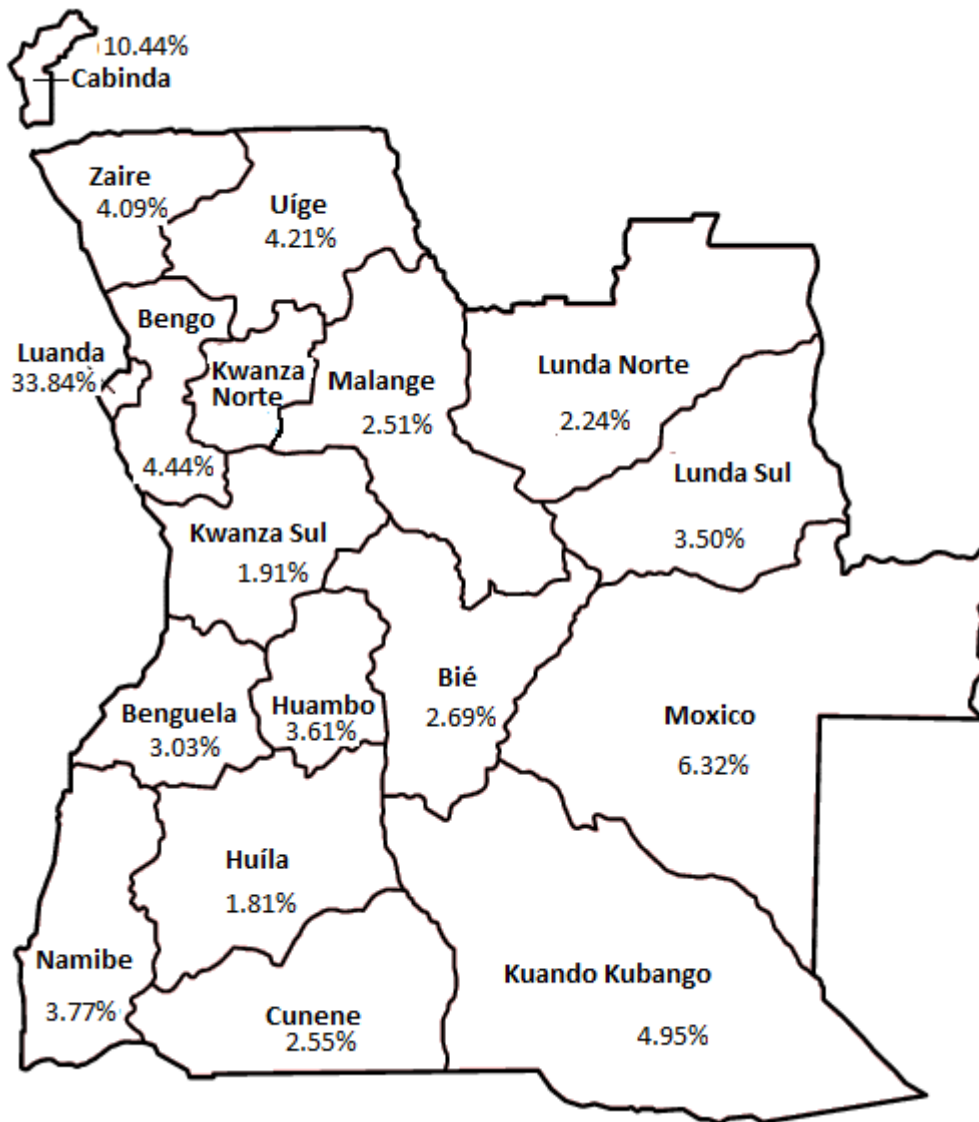 10.44%
Cabinda
Zaire
4.09%
Uíge
4.21%
Bengo
Luanda
33.84%
Kwanza
Norte
Malange
2.51%
Lunda Norte
2.24%
4.44%
Lunda Sul
3.50%
Kwanza Sul
1.91%
Benguela
3.03%
Huambo
3.61%
Bié
2.69%
Moxico
6.32%
Huíla
1.81%
Namibe
3.77%
Cunene
2.55%
Kuando Kubango
4.95%